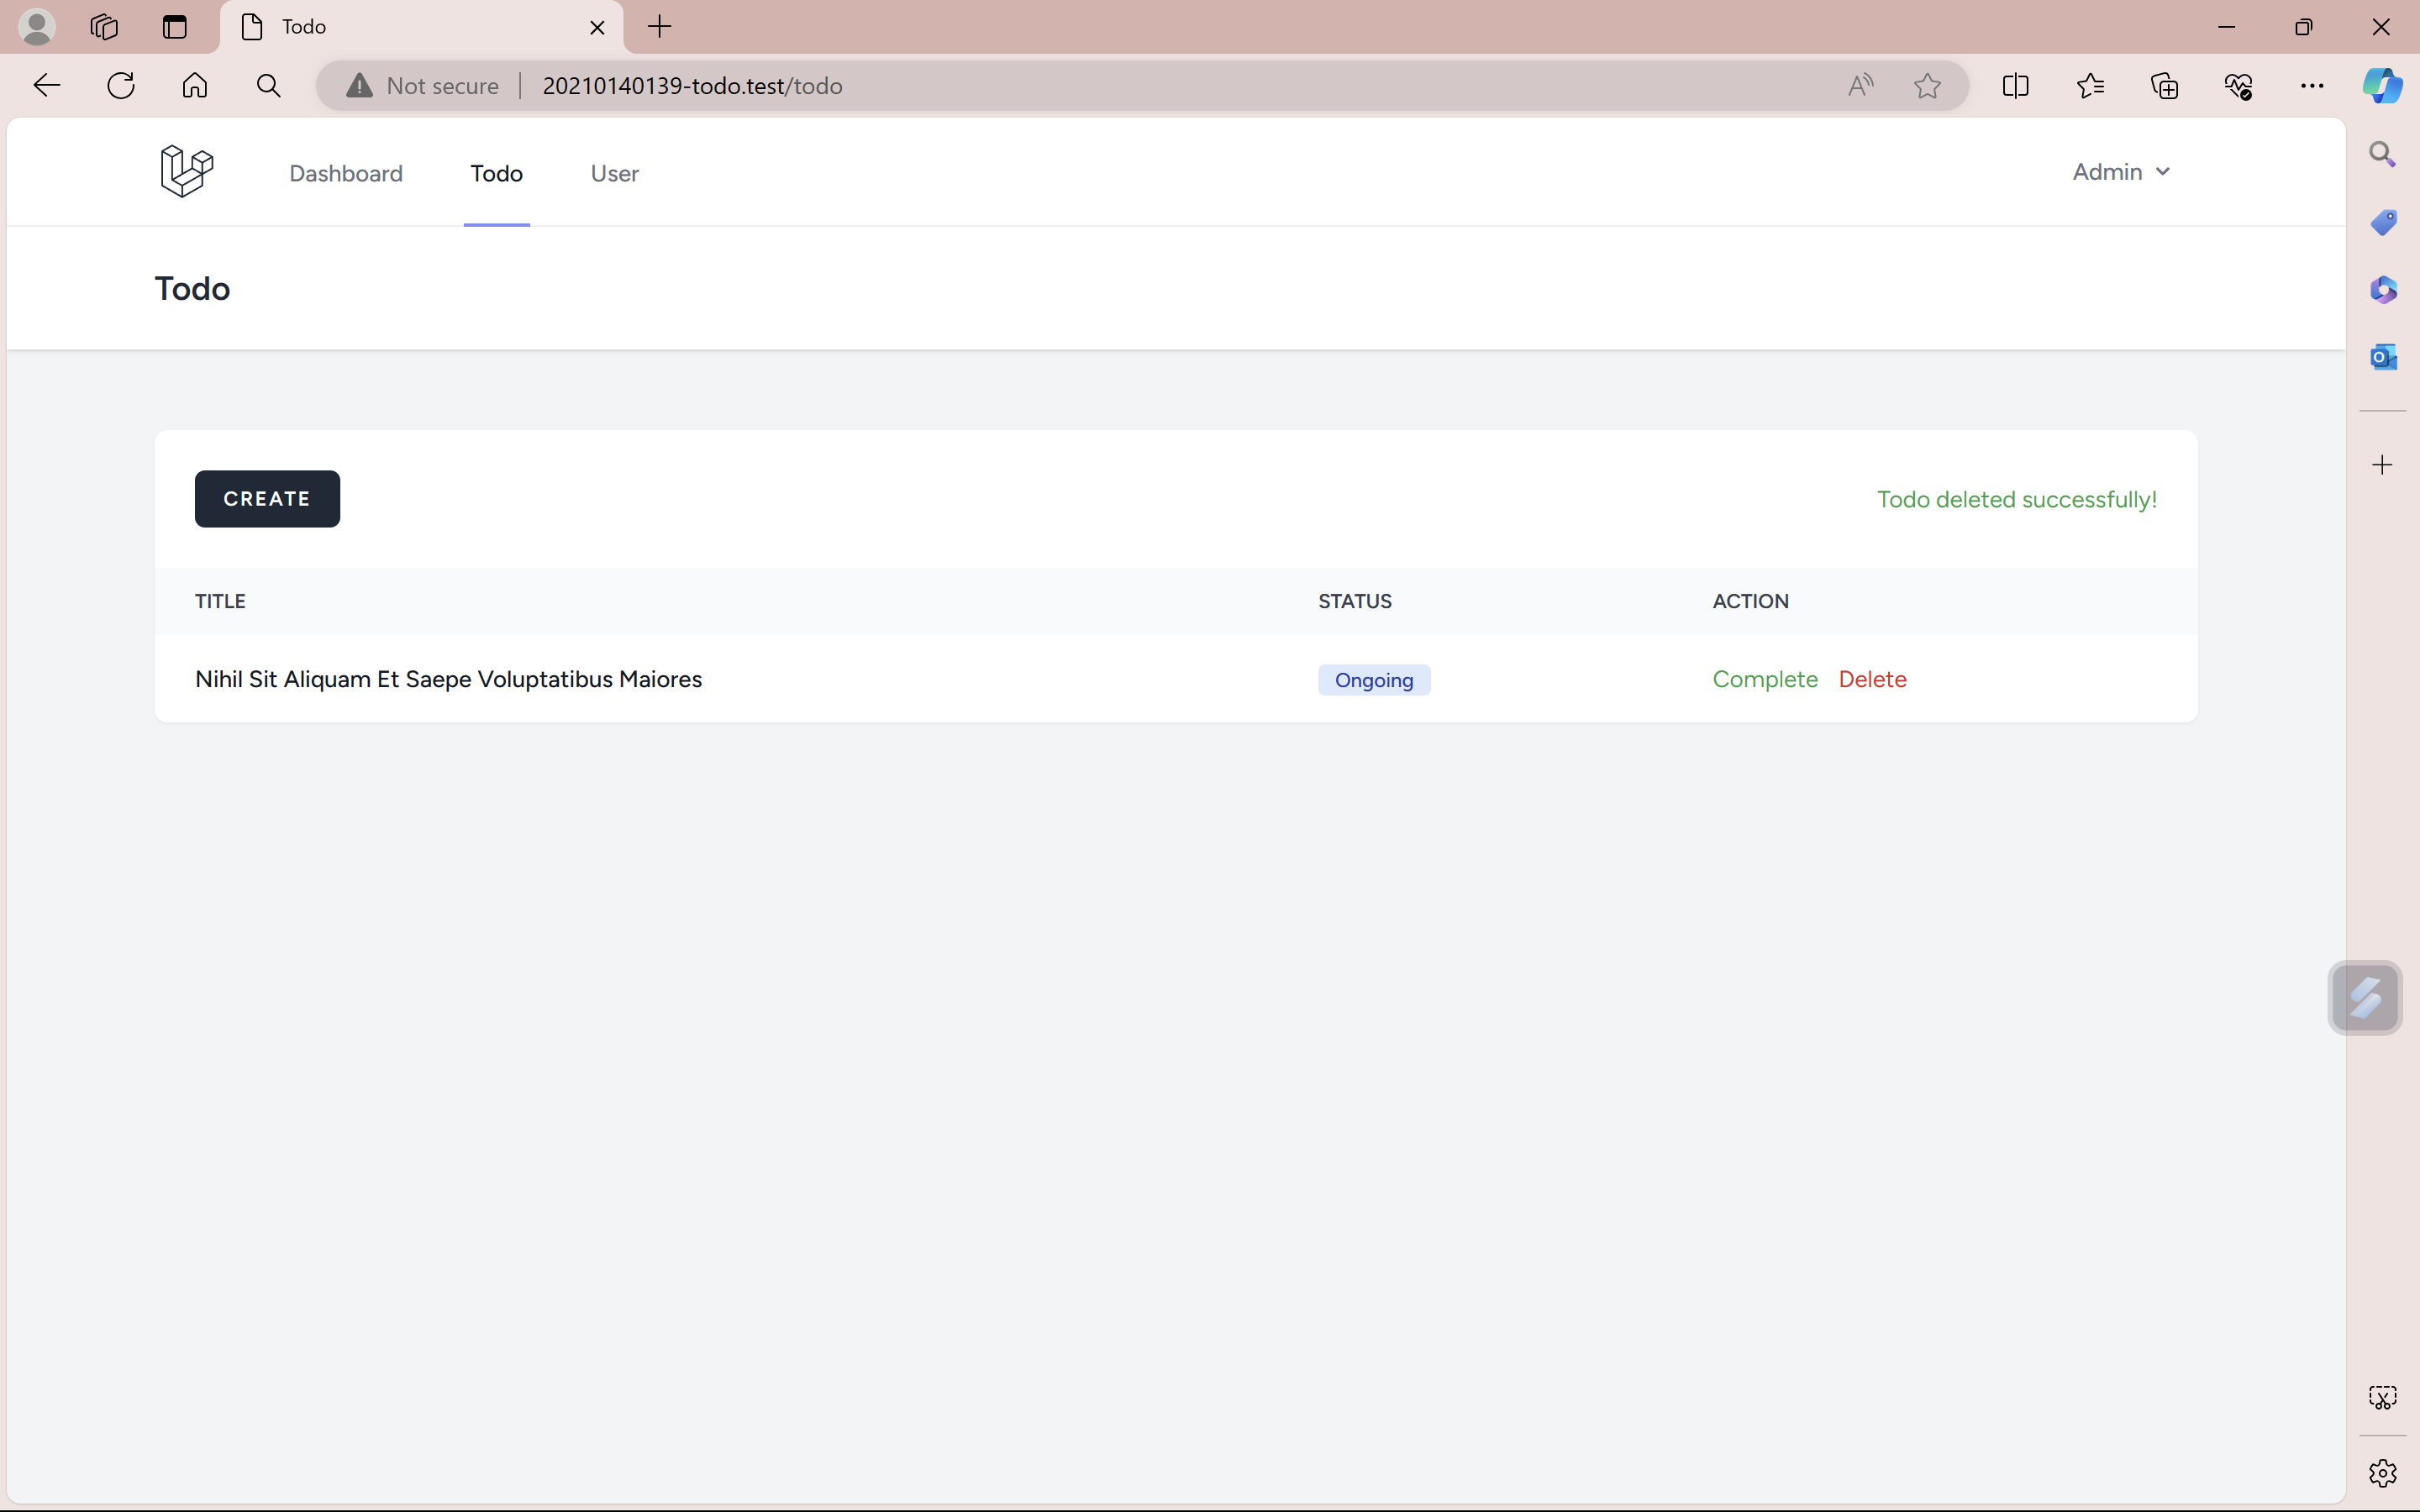 Todo
Not secure
20210140139-todo.test/todo
Dashboard
Todo
User
Admin
Todo
CREATE
Todo deleted successfully!
TITLE
STATUS
ACTION
Nihil Sit Aliquam Et Saepe Voluptatibus Maiores
Ongoing
Complete
Delete